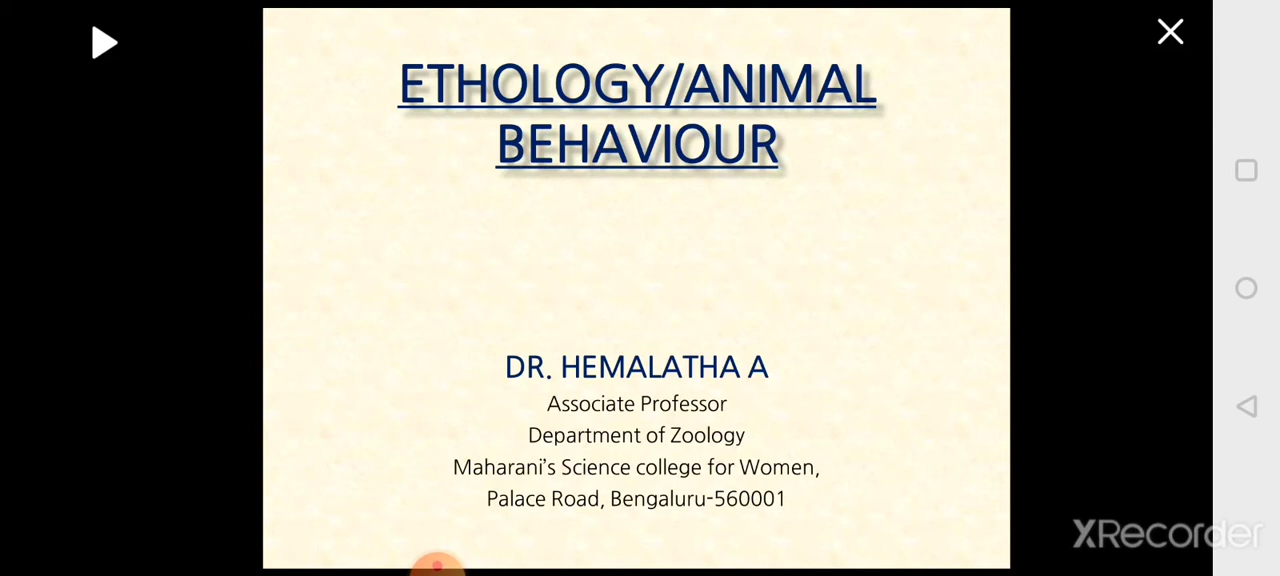 ETHOLOGY/ANIMAL
BEHAVIOUR
DR. HEMALATHA A
Associate Professor
Department of Zoology
Maharani's Science college for Women,
Palace Road, Bengaluru-560001
XRecorder